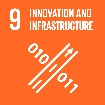 9 INNOVATION AND
INFRASTRUCTURE
010
011